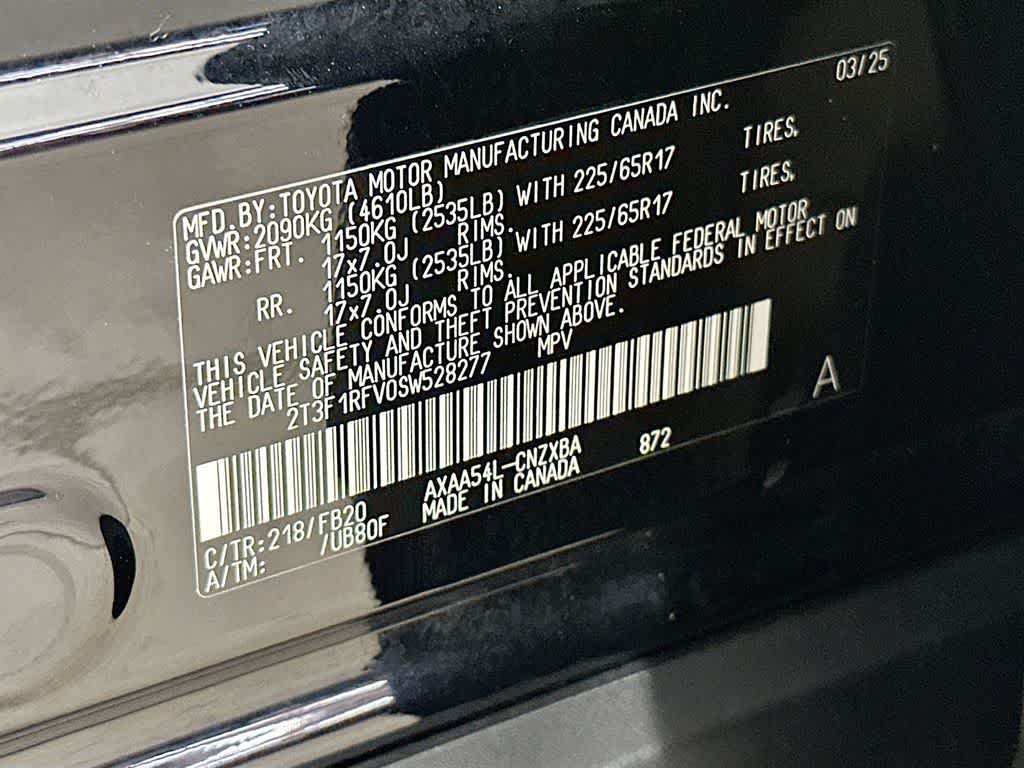 03/25
MFD.BY:TOYOTA MOTOR MANUFACTURING CANADA INC.
GVWR:2090KG (4610LB)
GAWR:FRT. 1150KG (2535LB) WITH 225/65R17 TIRES,
17x7.0J RIMS.
RR. 1150KG (2535LB) WITH 225/65R17 TIRES,
17x7.0J RIMS.
THIS VEHICLE CONFORMS TO ALL APPLICABLE FEDERAL MOTOR
VEHICLE SAFETY AND THEFT PREVENTION STANDARDS IN EFFECT ON
THE DATE OF MANUFACTURE SHOWN ABOVE.
2T3F1RFV0SW528277 MPV
A
C/TR:218/FB20 AXAA54L-CNZXBA 872
A/TM: /UB80F MADE IN CANADA